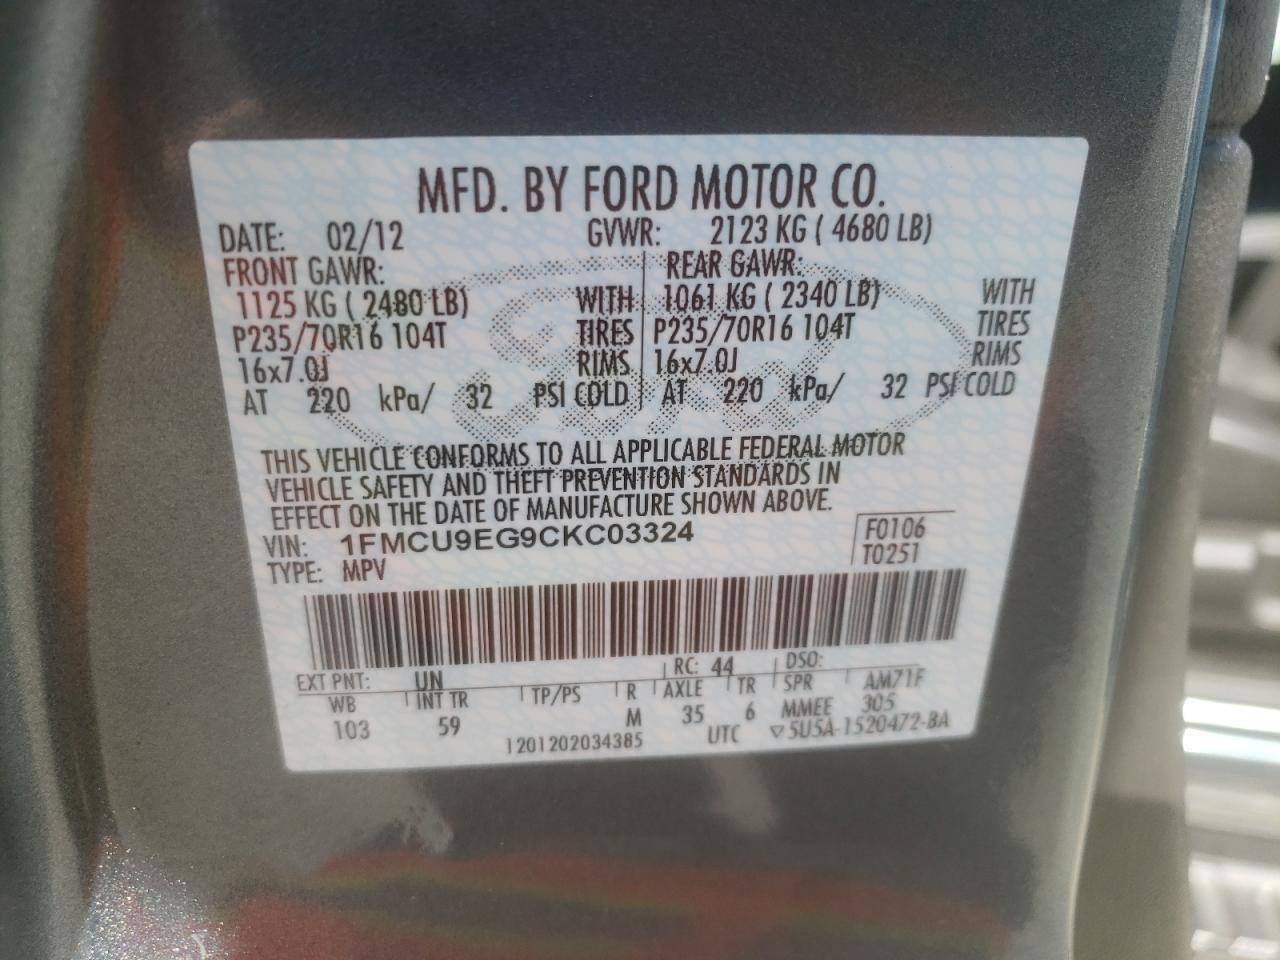 MFD. BY FORD MOTOR CO.
DATE: 02/12 GVWR: 2123 KG ( 4680 LB)
FRONT GAWR: REAR GAWR:
1125 KG ( 2480 LB) WITH 1061 KG ( 2340 LB) WITH
P235/70R16 104T TIRES P235/70R16 104T TIRES
16x7.0J RIMS 16x7.0J RIMS
AT 220 kPa/ 32 PSI COLD AT 220 kPa/ 32 PSI COLD
Ford
THIS VEHICLE CONFORMS TO ALL APPLICABLE FEDERAL MOTOR
VEHICLE SAFETY AND THEFT PREVENTION STANDARDS IN
EFFECT ON THE DATE OF MANUFACTURE SHOWN ABOVE.
VIN: 1FMCU9EG9CKC03324 F0106
TYPE: MPV T0251
EXT PNT: UN RC: 44 DSO:
WB INT TR TP/PS R AXLE TR SPR AM71F
103 59 M 35 6 MMEE 305
1201202034385 UTC ▽5U5A-1520472-BA